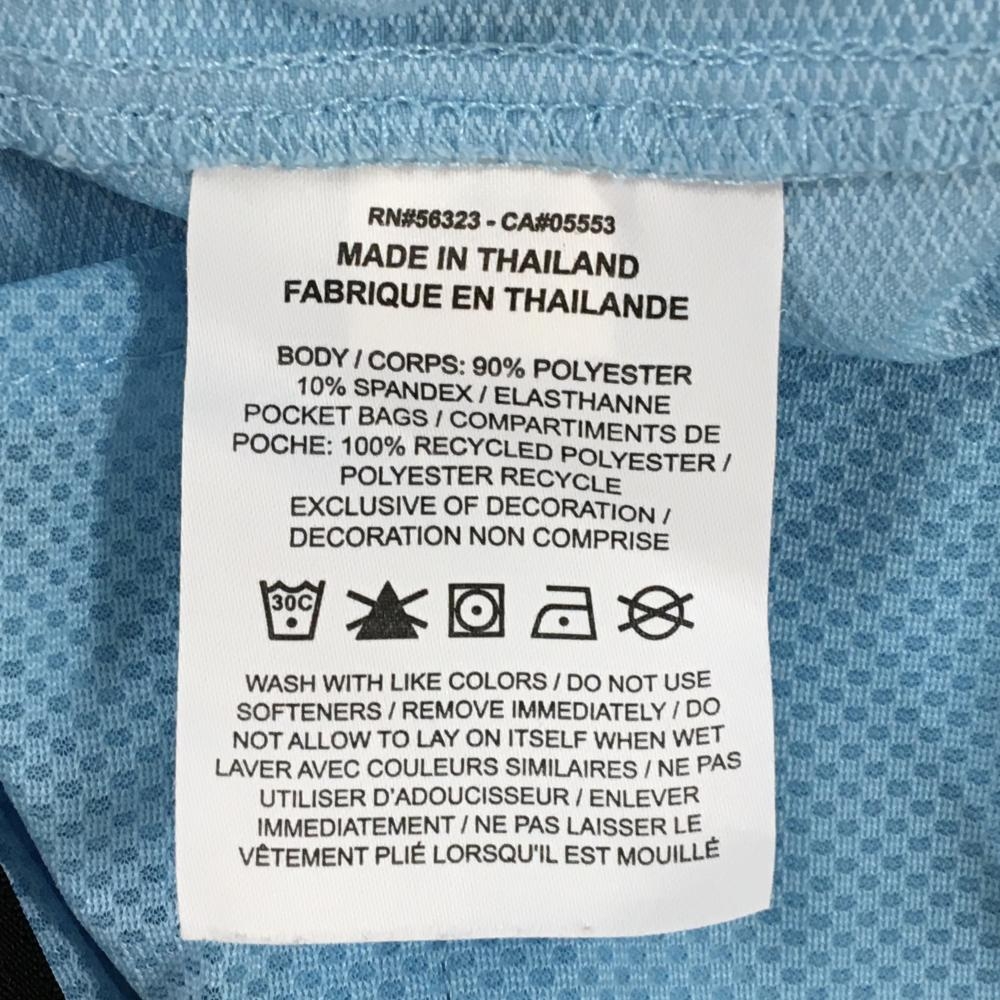 RN#56323 - CA#05553
MADE IN THAILAND
FABRIQUE EN THAILANDE
BODY / CORPS: 90% POLYESTER
10% SPANDEX / ELASTHANNE
POCKET BAGS / COMPARTIMENTS DE
POCHE: 100% RECYCLED POLYESTER /
POLYESTER RECYCLE
EXCLUSIVE OF DECORATION /
DECORATION NON COMPRISE
30C
WASH WITH LIKE COLORS / DO NOT USE
SOFTENERS / REMOVE IMMEDIATELY / DO
NOT ALLOW TO LAY ON ITSELF WHEN WET
LAVER AVEC COULEURS SIMILAIRES / NE PAS
UTILISER D'ADOUCISSEUR / ENLEVER
IMMEDIATEMENT / NE PAS LAISSER LE
VÊTEMENT PLIÉ LORSQU'IL EST MOUILLÉ